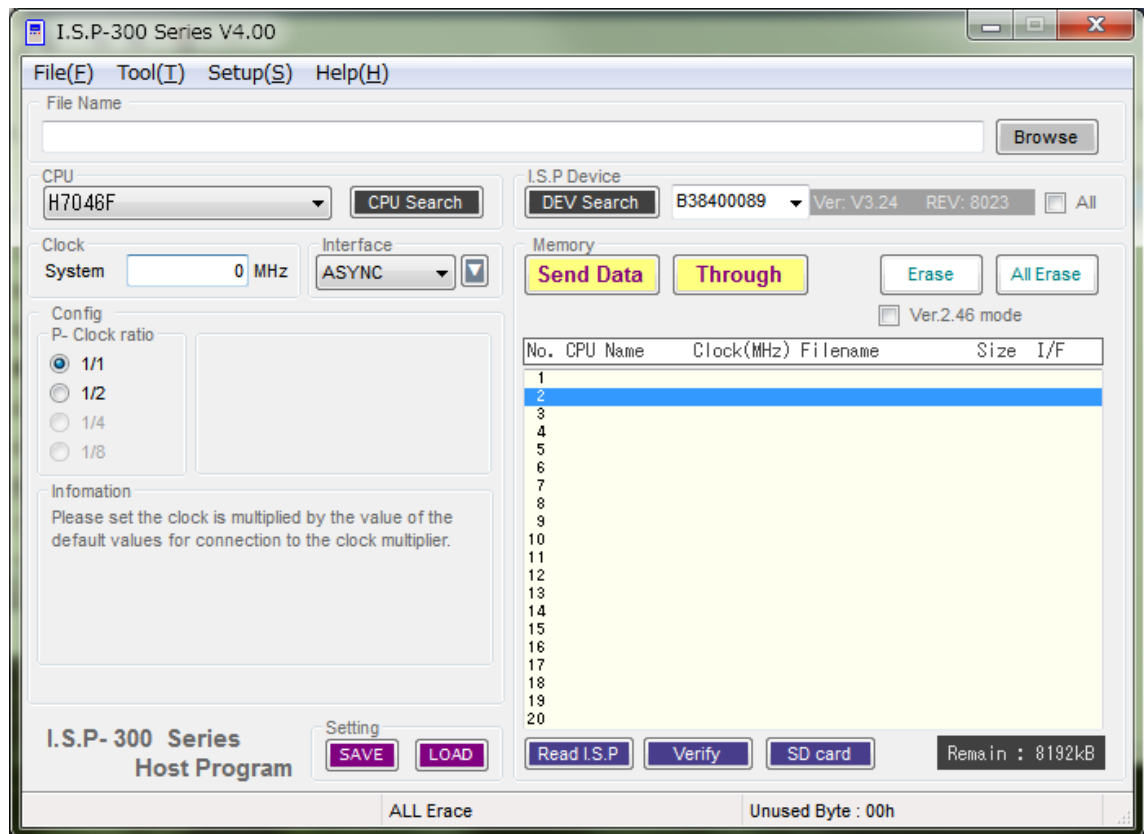 I.S.P-300 Series V4.00
File(F) Tool(T) Setup(S) Help(H)
File Name
Browse
CPU
H7046F
CPU Search
I.S.P Device
DEV Search
B38400089
Ver: V3.24 REV: 8023
All
Clock
System 0 MHz
Interface
ASYNC
Memory
Send Data
Through
Erase
All Erase
Ver.2.46 mode
Config
P- Clock ratio
1/1
1/2
1/4
1/8
Infomation
Please set the clock is multiplied by the value of the
default values for connection to the clock multiplier.
No. CPU Name Clock(MHz) Filename Size I/F
1
2
3
4
5
6
7
8
9
10
11
12
13
14
15
16
17
18
19
20
I.S.P- 300 Series
Host Program
Setting
SAVE
LOAD
Read I.S.P
Verify
SD card
Remain : 8192kB
ALL Erace
Unused Byte : 00h